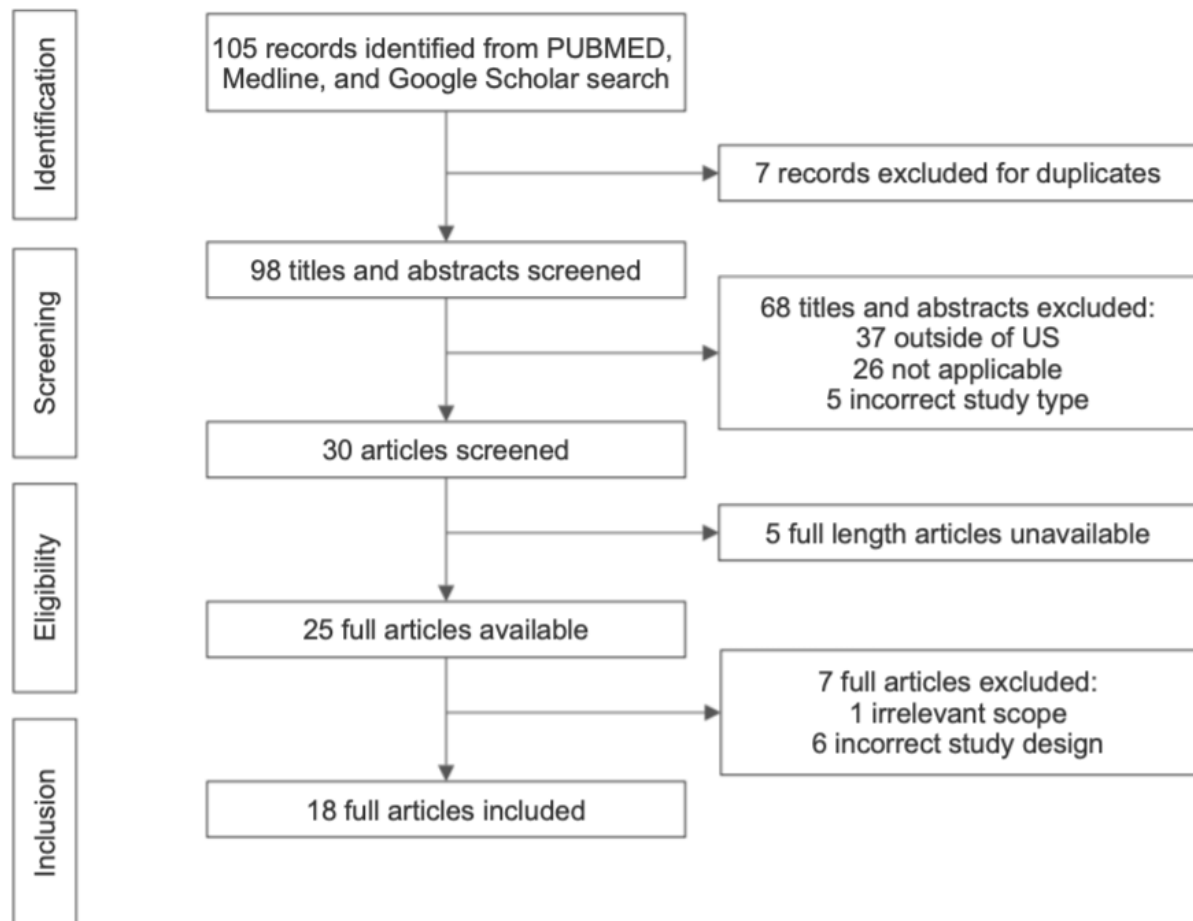 Identification
105 records identified from PUBMED,
Medline, and Google Scholar search
7 records excluded for duplicates
Screening
98 titles and abstracts screened
68 titles and abstracts excluded:
37 outside of US
26 not applicable
5 incorrect study type
30 articles screened
Eligibility
5 full length articles unavailable
25 full articles available
7 full articles excluded:
1 irrelevant scope
6 incorrect study design
Inclusion
18 full articles included